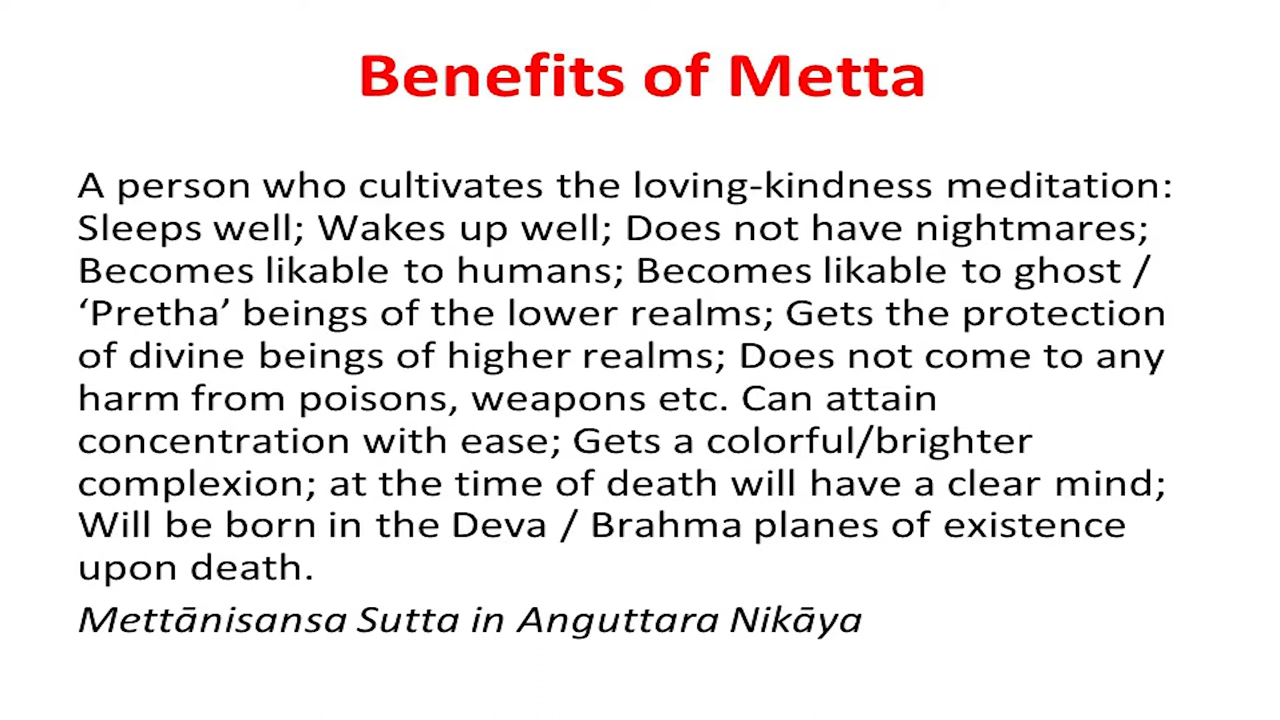 Benefits of Metta
A person who cultivates the loving-kindness meditation:
Sleeps well; Wakes up well; Does not have nightmares;
Becomes likable to humans; Becomes likable to ghost /
‘Pretha’ beings of the lower realms; Gets the protection
of divine beings of higher realms; Does not come to any
harm from poisons, weapons etc. Can attain
concentration with ease; Gets a colorful/brighter
complexion; at the time of death will have a clear mind;
Will be born in the Deva / Brahma planes of existence
upon death.
Mettānisansa Sutta in Anguttara Nikāya